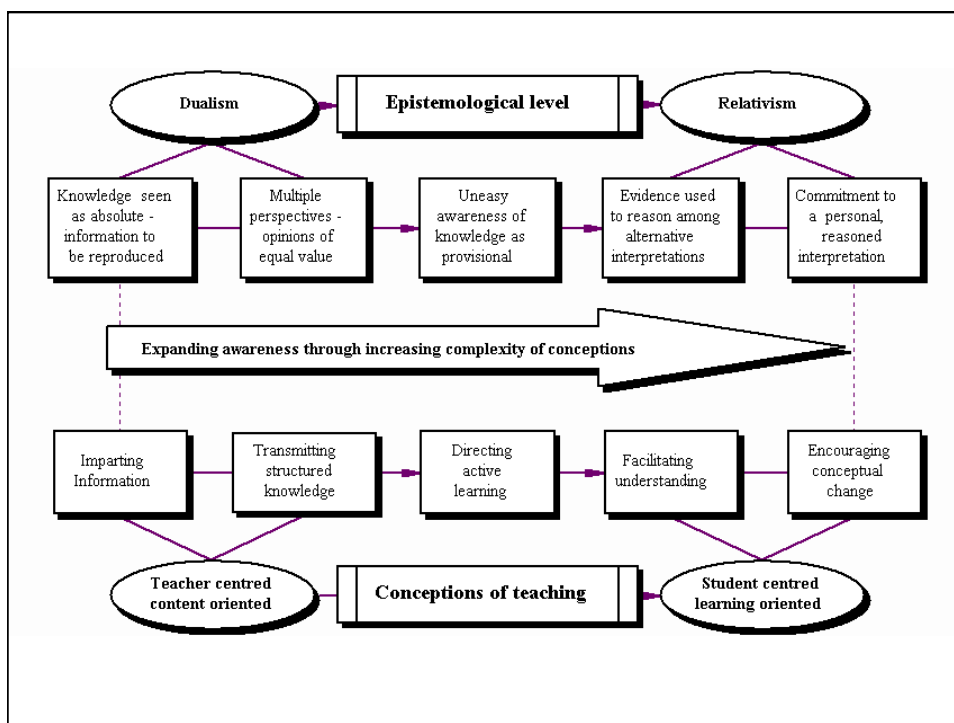 Dualism
Epistemological level
Relativism
Knowledge seen
as absolute -
information to
be reproduced
Multiple
perspectives -
opinions of
equal value
Uneasy
awareness of
knowledge as
provisional
Evidence used
to reason among
alternative
interpretations
Commitment to
a personal,
reasoned
interpretation
Expanding awareness through increasing complexity of conceptions
Imparting
Information
Transmitting
structured
knowledge
Directing
active
learning
Facilitating
understanding
Encouraging
conceptual
change
Teacher centred
content oriented
Conceptions of teaching
Student centred
learning oriented